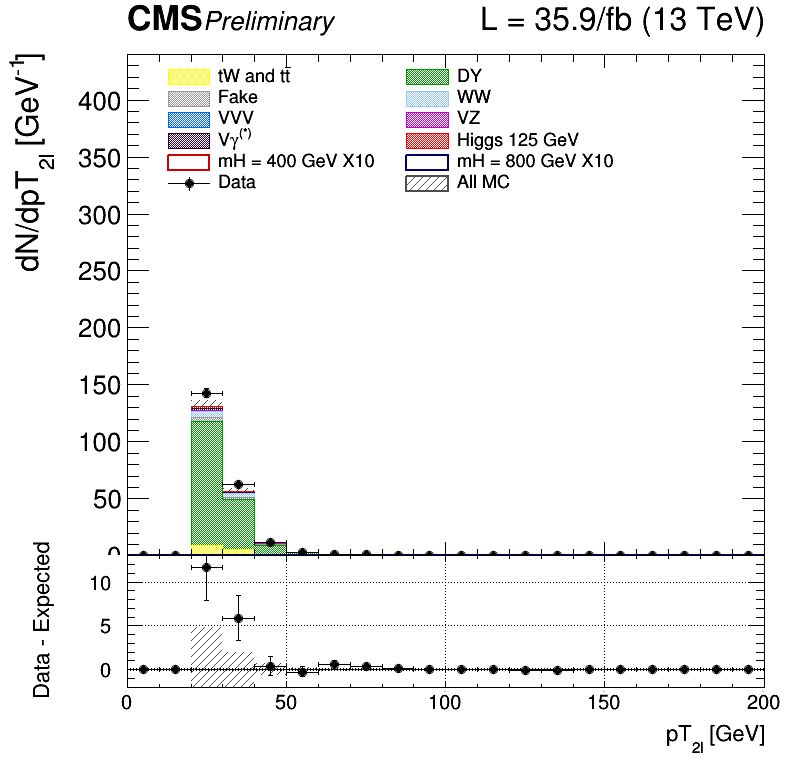 CMS Preliminary L = 35.9/fb (13 TeV)
dN/dpT2l [GeV-1]
tW and tt DY
Fake WW
VVV VZ
Vγ(*) Higgs 125 GeV
mH = 400 GeV X10 mH = 800 GeV X10
Data All MC
400
350
300
250
200
150
100
50
0
Data - Expected
10
5
0
0 50 100 150 200
pT2l [GeV]